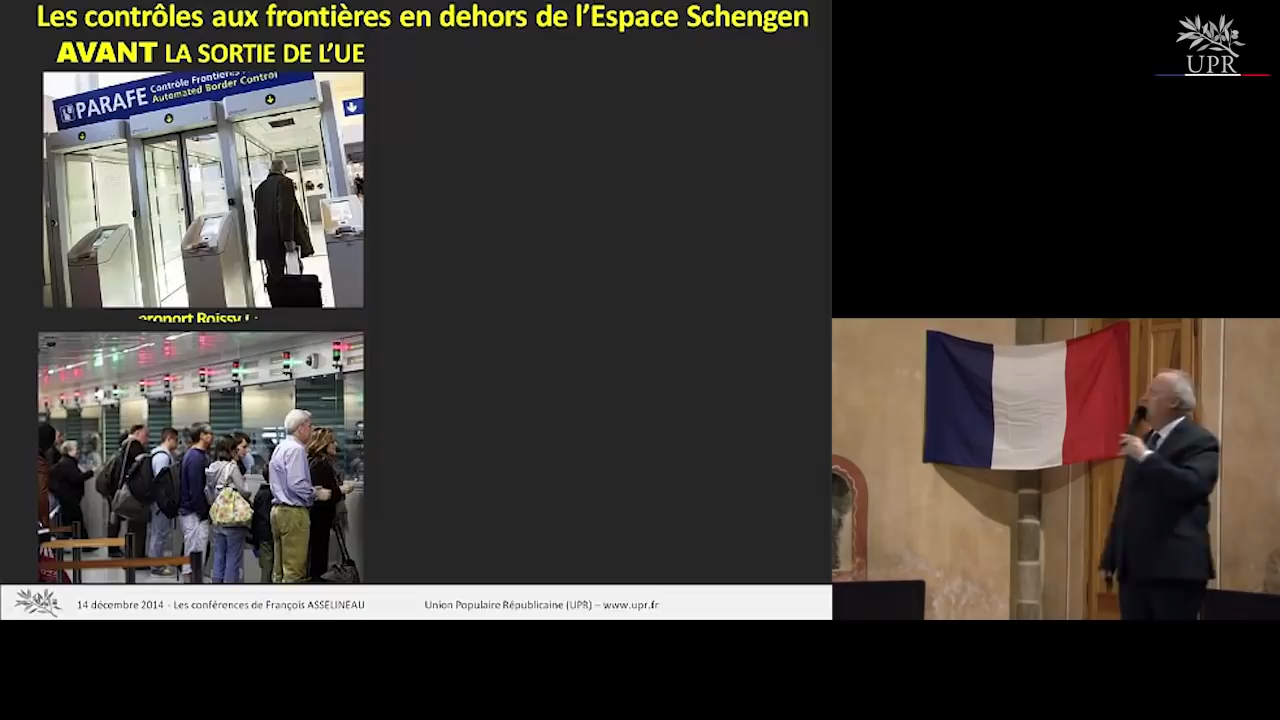 Les contrôles aux frontières en dehors de l'Espace Schengen
AVANT LA SORTIE DE L'UE
UPR
PARAFE
Contrôle Frontières
Automated Border Control
Roissy
14 décembre 2014 - Les conférences de François ASSELINEAU
Union Populaire Républicaine (UPR) – www.upr.fr